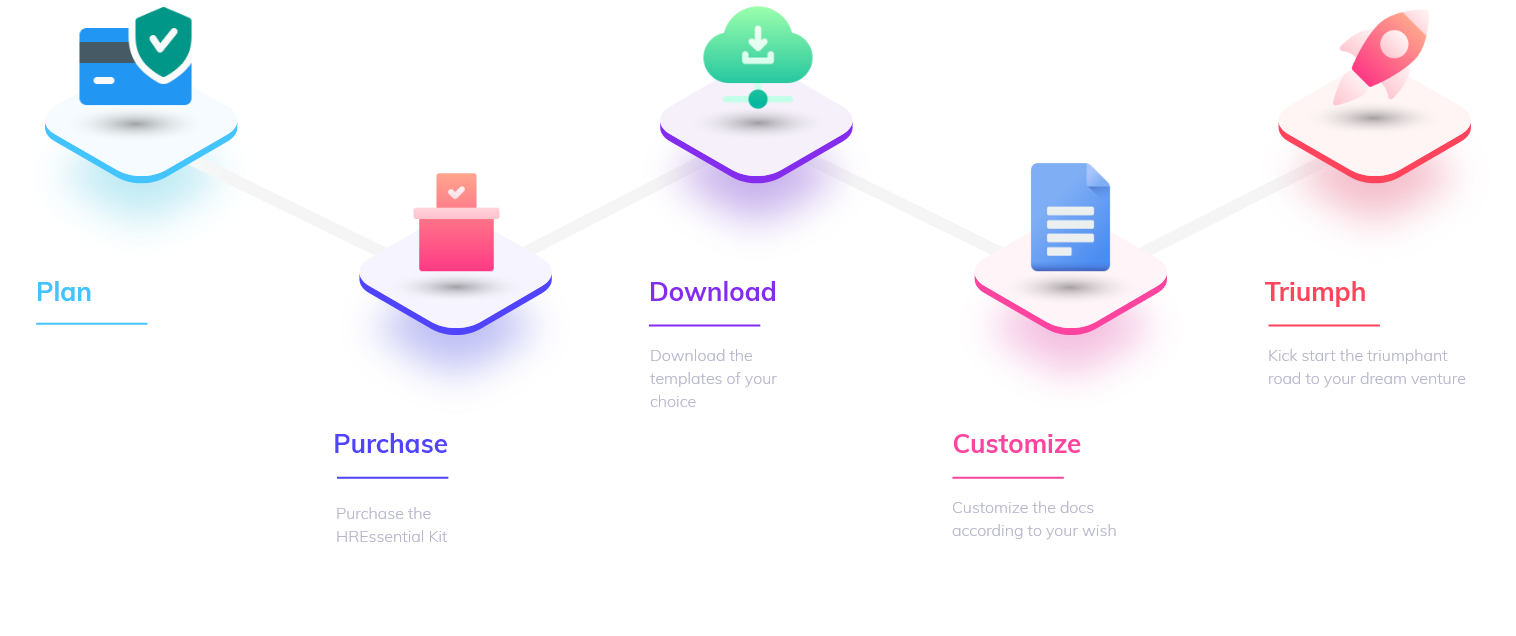 Plan
Purchase
Purchase the
HREssential Kit
Download
Download the
templates of your
choice
Customize
Customize the docs
according to your wish
Triumph
Kick start the triumphant
road to your dream venture